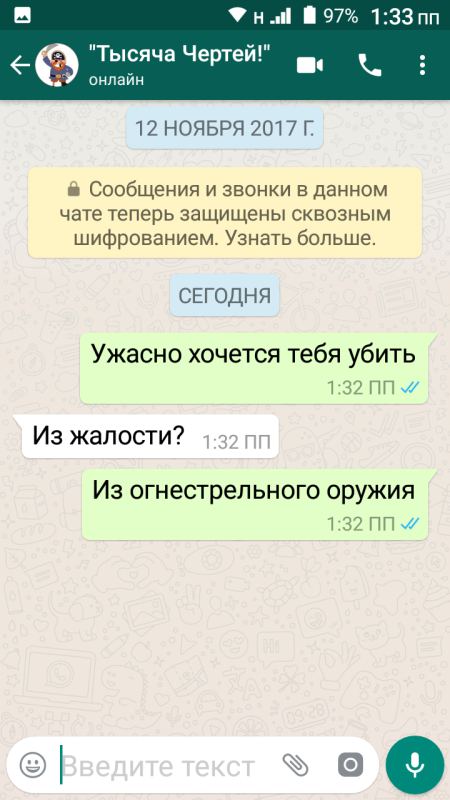 н 97% 1:33 пп
"Тысяча Чертей!"
онлайн
12 НОЯБРЯ 2017 Г.
Сообщения и звонки в данном
чате теперь защищены сквозным
шифрованием. Узнать больше.
СЕГОДНЯ
Ужасно хочется тебя убить
1:32 ПП
Из жалости?
1:32 ПП
Из огнестрельного оружия
1:32 ПП
Введите текст